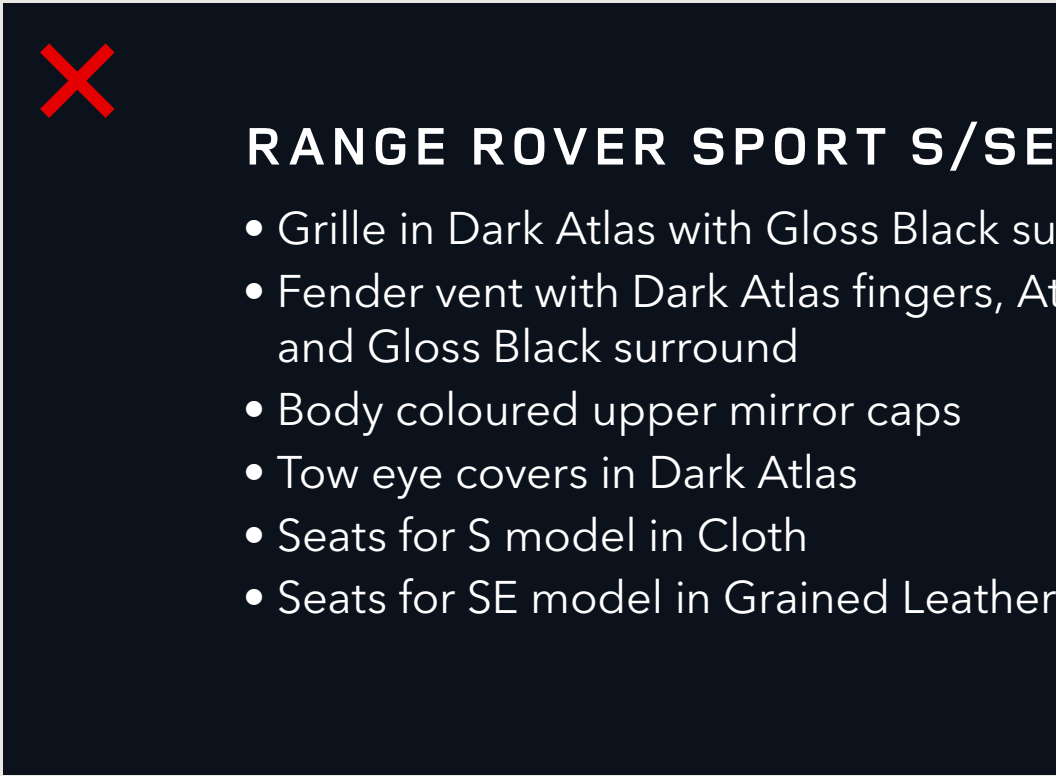 RANGE ROVER SPORT S/SE
• Grille in Dark Atlas with Gloss Black
• Fender vent with Dark Atlas fingers,
and Gloss Black surround
• Body coloured upper mirror caps
• Tow eye covers in Dark Atlas
• Seats for S model in Cloth
• Seats for SE model in Grained Leather